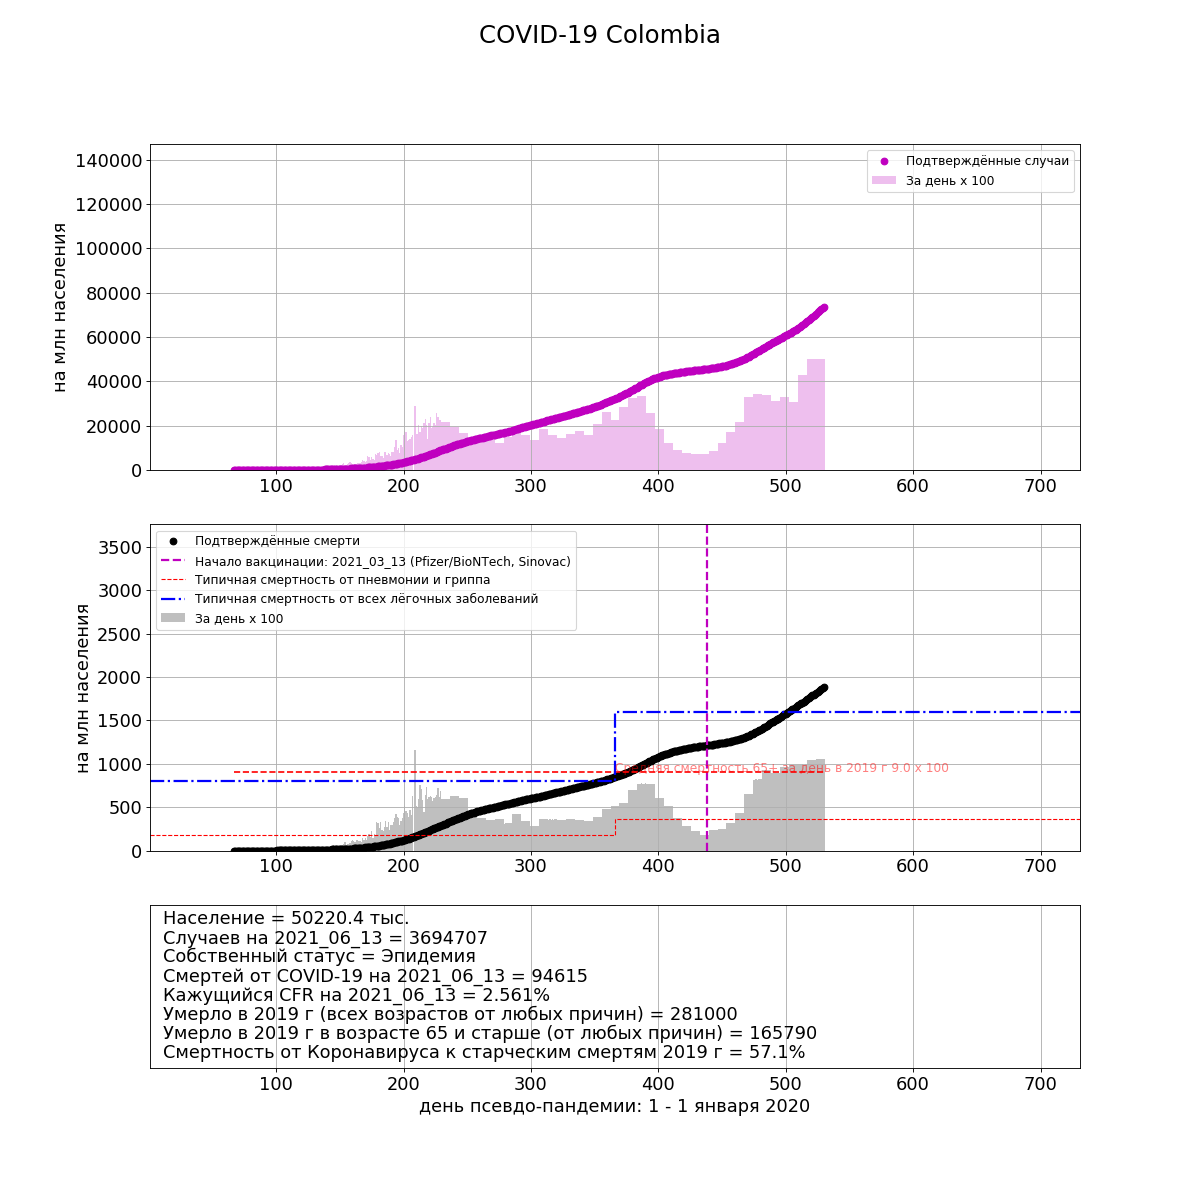 COVID-19 Colombia
140000
120000
100000
80000
60000
40000
20000
0
на млн населения
Подтверждённые случаи
За день x 100
100 200 300 400 500 600 700
3500
3000
2500
2000
1500
1000
500
0
на млн населения
Подтверждённые смерти
Начало вакцинации: 2021_03_13 (Pfizer/BioNTech, Sinovac)
Типичная смертность от пневмонии и гриппа
Типичная смертность от всех лёгочных заболеваний
За день x 100
Средняя смертность 65+ за день в 2019 г 9.0 x 100
100 200 300 400 500 600 700
Население = 50220.4 тыс.
Случаев на 2021_06_13 = 3694707
Собственный статус = Эпидемия
Смертей от COVID-19 на 2021_06_13 = 94615
Кажущийся CFR на 2021_06_13 = 2.561%
Умерло в 2019 г (всех возрастов от любых причин) = 281000
Умерло в 2019 г в возрасте 65 и старше (от любых причин) = 165790
Смертность от Коронавируса к старческим смертям 2019 г = 57.1%
100 200 300 400 500 600 700
день псевдо-пандемии: 1 - 1 января 2020